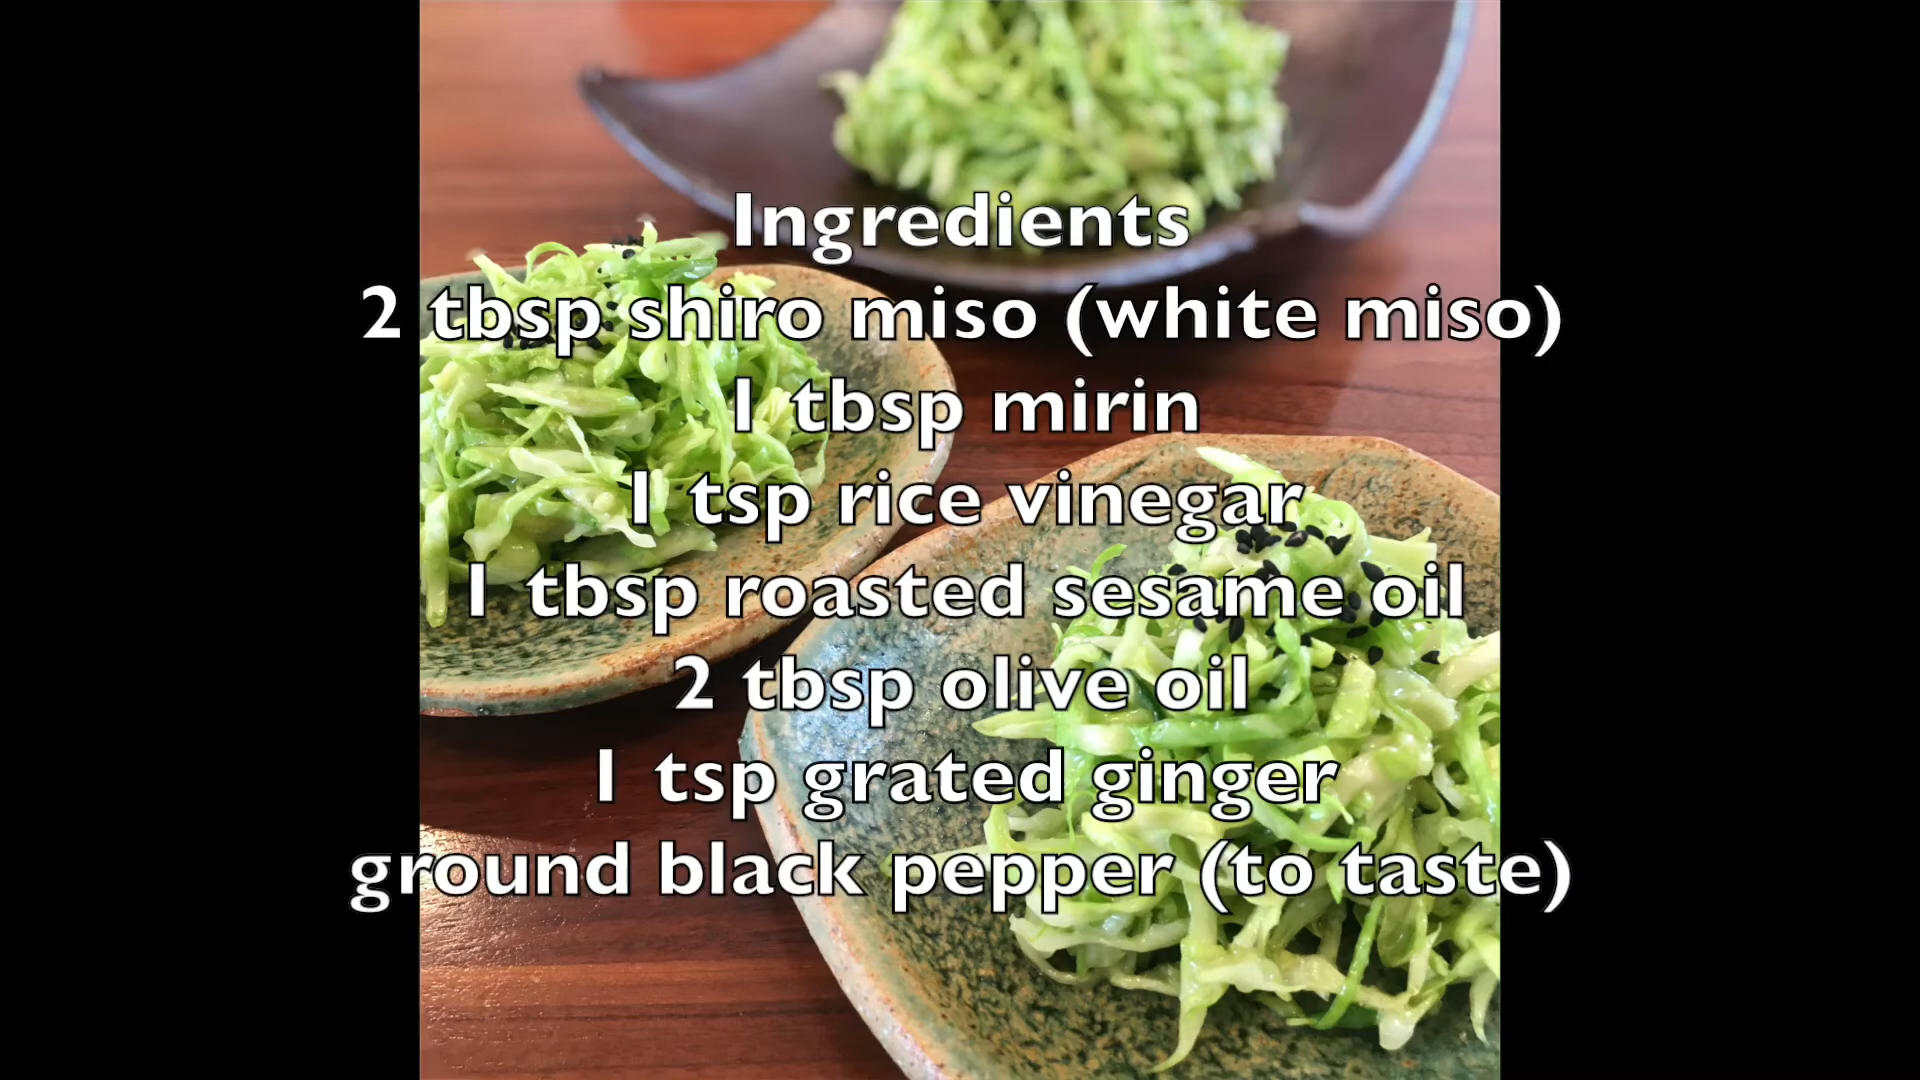 Ingredients
2 tbsp shiro miso (white miso)
1 tbsp mirin
1 tsp rice vinegar
1 tbsp roasted sesame oil
2 tbsp olive oil
1 tsp grated ginger
ground black pepper (to taste)